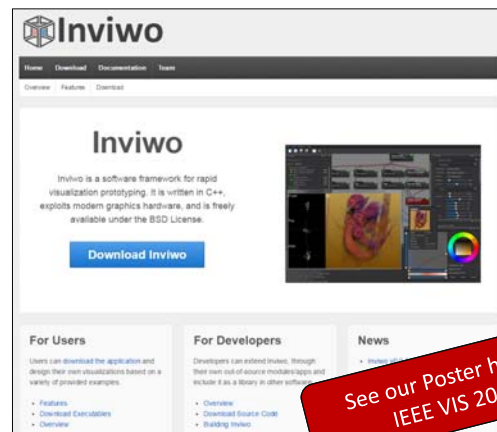 Inviwo
Home Download Documentation Team
Overview Features Download
Inviwo
Inviwo is a software framework for rapid
visualization prototyping. It is written in C++,
exploits modern graphics hardware, and is freely
available under the BSD License.
Download Inviwo
For Users
Users can download the application and
design their own visualizations based on a
variety of provided examples.
• Features
• Download Executables
• Overview
For Developers
Developers can extend Inviwo, through
their own out-of-source modules/apps and
include it as a library in other software.
• Overview
• Download Source Code
• Building Inviwo
News
• Inviwo
See our Poster
IEEE VIS